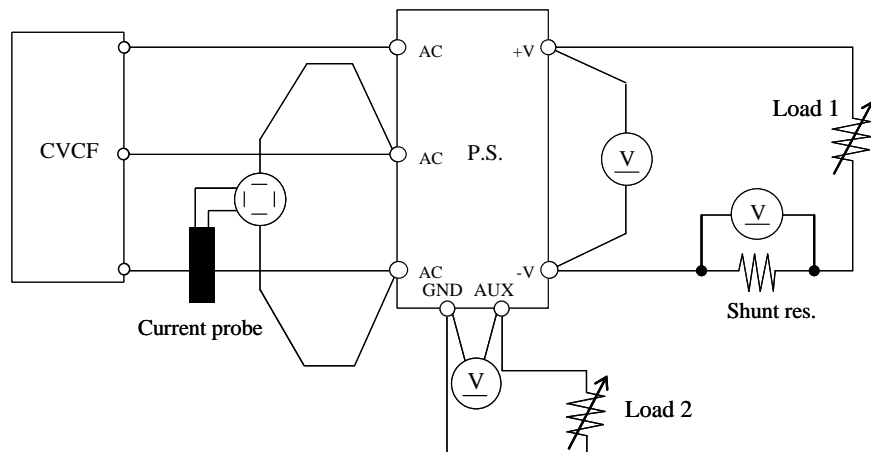 AC
+V
Load 1
CVCF
AC
P.S.
V
V
AC
-V
GND
AUX
Current probe
Shunt res.
V
Load 2